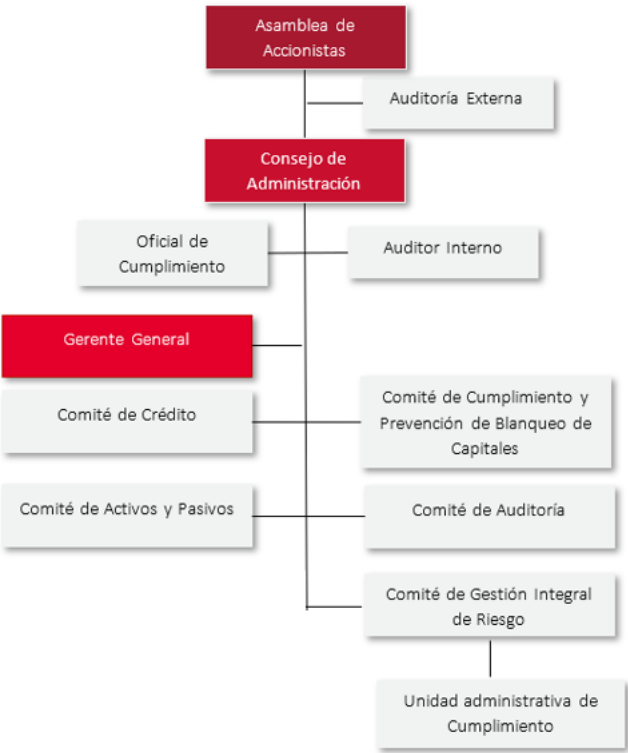 Asamblea de
Accionistas
Auditoría Externa
Consejo de
Administración
Oficial de
Cumplimiento
Auditor Interno
Gerente General
Comité de Crédito
Comité de Cumplimiento y
Prevención de Blanqueo de
Capitales
Comité de Activos y Pasivos
Comité de Auditoría
Comité de Gestión Integral
de Riesgo
Unidad administrativa de
Cumplimiento